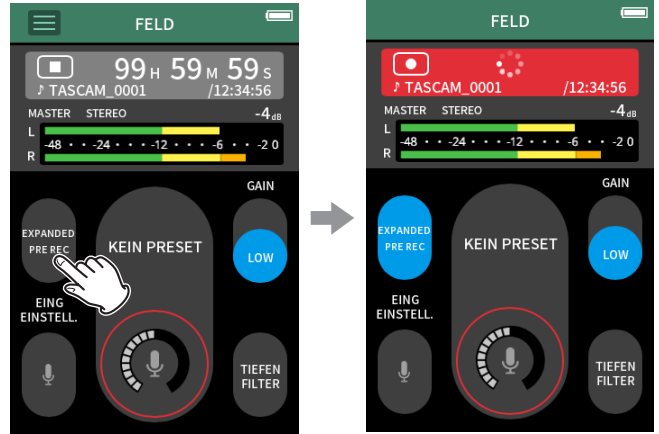 FELD
99 H 59 M 59 S
♪ TASCAM_0001 /12:34:56
MASTER STEREO -4 dB
L
-48 · · -24 · · · -12 · · · -6 · · -2 0
R
GAIN
EXPANDED
PRE REC
KEIN PRESET
LOW
EING
EINSTELL.
TIEFEN
FILTER
FELD
♪ TASCAM_0001 /12:34:56
MASTER STEREO -4 dB
L
-48 · · -24 · · · -12 · · · -6 · · -2 0
R
GAIN
EXPANDED
PRE REC
KEIN PRESET
LOW
EING
EINSTELL.
TIEFEN
FILTER